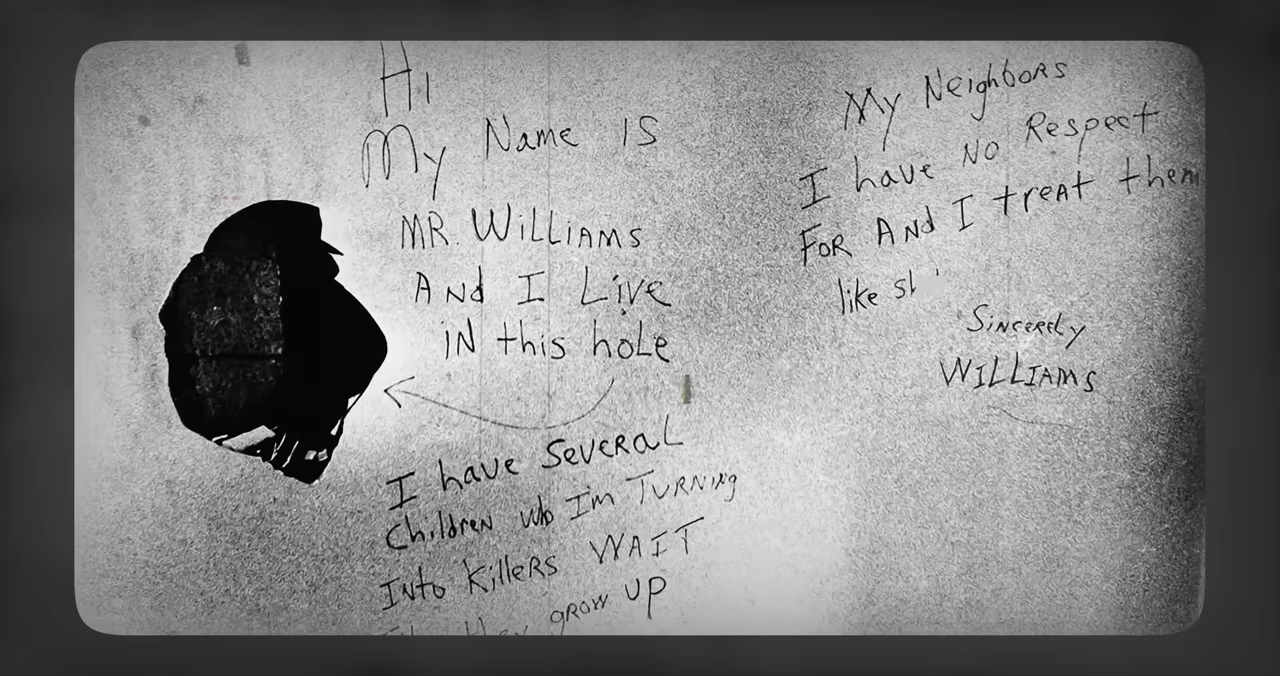 Hi
My Name IS
MR. WilliAMS
ANd I Live
iN this hoLe
I have SeveRaL
ChildReN who I'm TURNiNg
INto KilleRs WAIT
they gROW UP
My Neighbors
I have No Respect
FoR ANd I treat them
like
SiNceRely
WILLIAMS